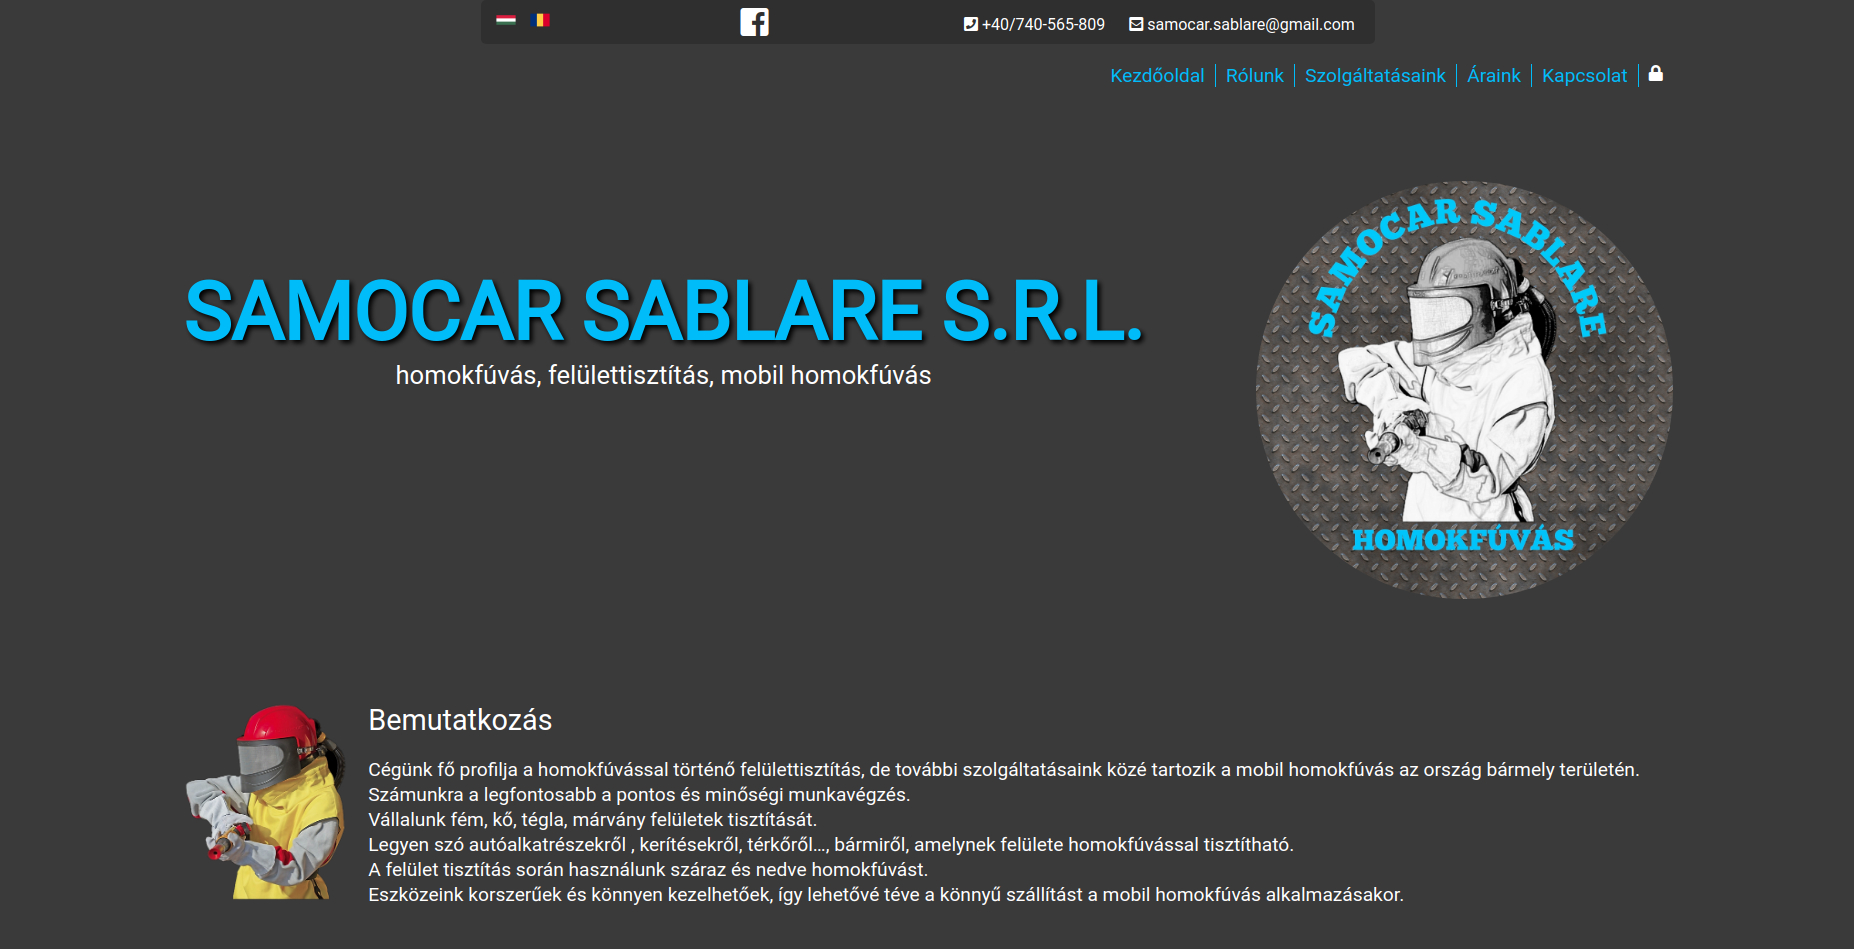 +40/740-565-809 samocar.sablare@gmail.com
Kezdőoldal Rólunk Szolgáltatásaink Áraink Kapcsolat
SAMOCAR SABLARE S.R.L.
homokfúvás, felülettisztítás, mobil homokfúvás
SAMOCAR SABLARE
HOMOKFÚVÁS
Bemutatkozás
Cégünk fő profilja a homokfúvással történő felülettisztítás, de további szolgáltatásaink közé tartozik a mobil homokfúvás az ország bármely területén.
Számunkra a legfontosabb a pontos és minőségi munkavégzés.
Vállalunk fém, kő, tégla, márvány felületek tisztítását.
Legyen szó autóalkatrészekről , kerítésekről, térkőről..., bármiről, amelynek felülete homokfúvással tisztítható.
A felület tisztítás során használunk száraz és nedve homokfúvást.
Eszközeink korszerűek és könnyen kezelhetőek, így lehetővé téve a könnyű szállítást a mobil homokfúvás alkalmazásakor.